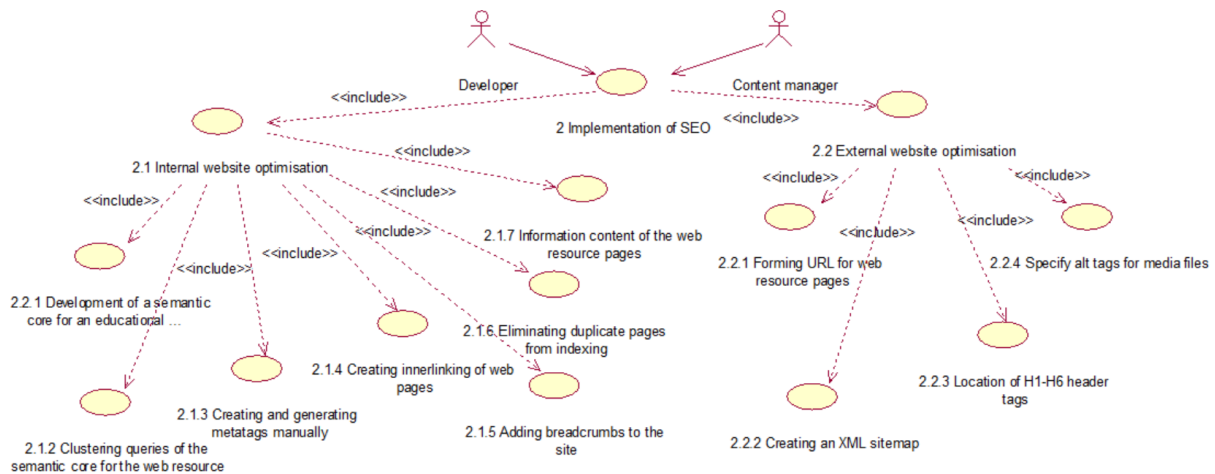 Developer
Content manager
<<include>>
<<include>>
2 Implementation of SEO
<<include>>
2.1 Internal website optimisation
2.2 External website optimisation
<<include>>
<<include>>
<<include>>
<<include>>
<<include>>
<<include>>
<<include>>
<<include>>
<<include>>
<<include>>
2.1.7 Information content of the web
resource pages
2.2.1 Forming URL for web
resource pages
2.2.4 Specify alt tags for media files
2.2.1 Development of a semantic
core for an educational ...
2.1.6 Eliminating duplicate pages
from indexing
2.1.4 Creating innerlinking of web
pages
2.2.3 Location of H1-H6 header
tags
2.1.3 Creating and generating
metatags manually
2.1.5 Adding breadcrumbs to the
site
2.2.2 Creating an XML sitemap
2.1.2 Clustering queries of the
semantic core for the web resource